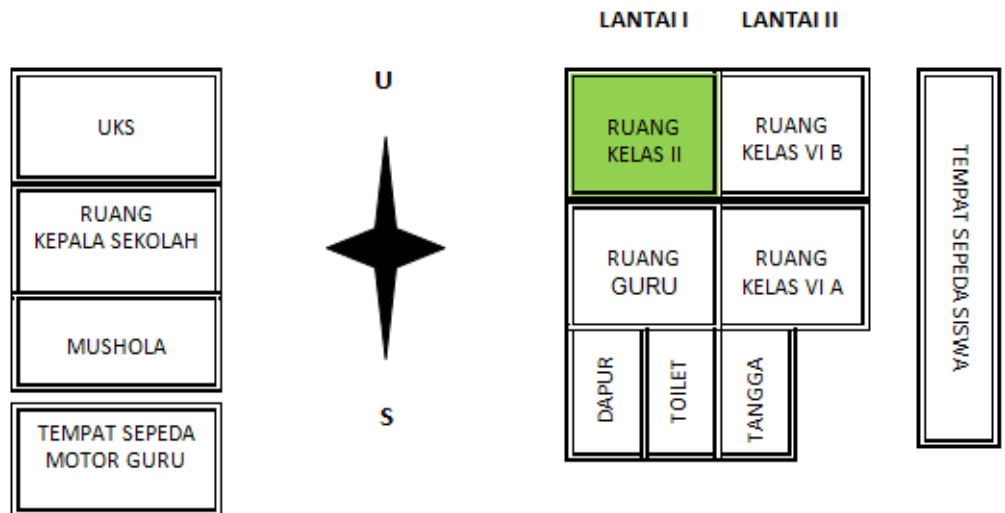 LANTAI I
LANTAI II
UKS
RUANG
KEPALA SEKOLAH
MUSHOLA
TEMPAT SEPEDA
MOTOR GURU
U
S
RUANG
KELAS II
RUANG
KELAS VI B
RUANG
GURU
RUANG
KELAS VI A
DAPUR
TOILET
TANGGA
TEMPAT SEPEDA SISWA